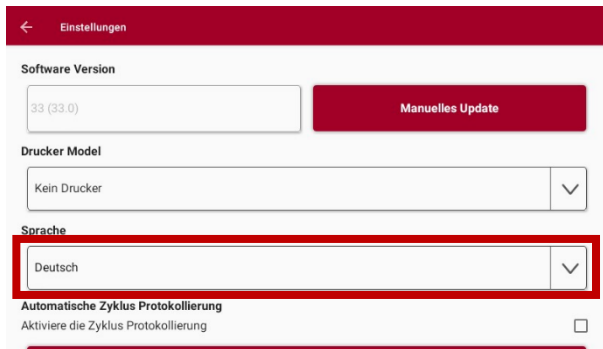 Einstellungen
Software Version
33 (33.0)
Manuelles Update
Drucker Model
Kein Drucker
Sprache
Deutsch
Automatische Zyklus Protokollierung
Aktiviere die Zyklus Protokollierung